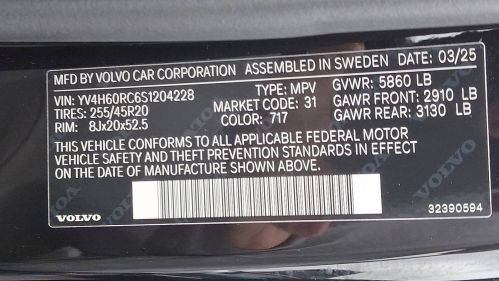 MFD BY VOLVO CAR CORPORATION ASSEMBLED IN SWEDEN DATE: 03/25
VIN: YV4H60RC6S1204228 TYPE: MPV GVWR: 5860 LB
TIRES: 255/45R20 MARKET CODE: 31 GAWR FRONT: 2910 LB
RIM: 8Jx20x52.5 COLOR: 717 GAWR REAR: 3130 LB
THIS VEHICLE CONFORMS TO ALL APPLICABLE FEDERAL MOTOR
VEHICLE SAFETY AND THEFT PREVENTION STANDARDS IN EFFECT
ON THE DATE OF MANUFACTURE SHOWN ABOVE.
VOLVO 32390594